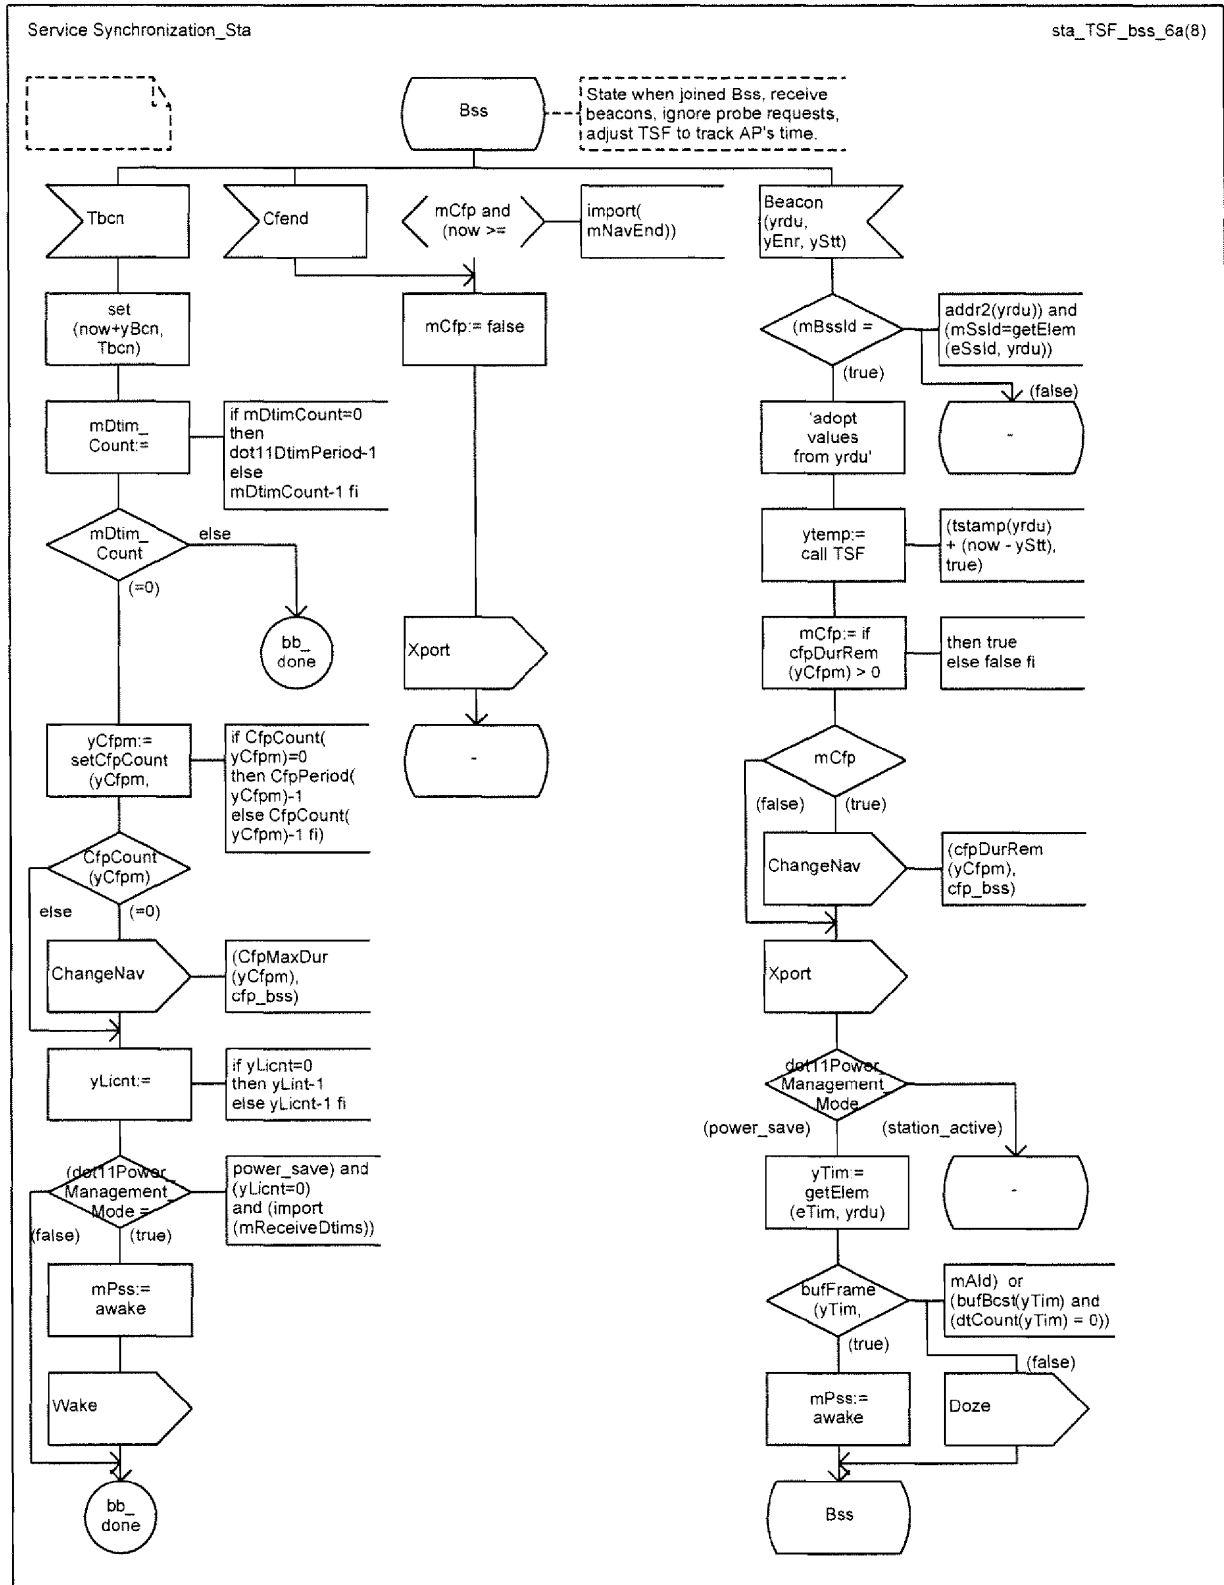 Service Synchronization_Sta
sta_TSF_bss_6a(8)
Bss
State when joined Bss, receive
beacons, ignore probe requests,
adjust TSF to track AP's time.
Tbcn
Cfend
mCfp and
(now >=
import(
mNavEnd))
Beacon
(yrdu,
yEnr, yStt)
set
(now+yBcn,
Tbcn)
mCfp:= false
(mBssId =
addr2(yrdu)) and
(mSsId=getElem
(eSsId, yrdu))
(true)
(false)
mDtim_
Count:=
if mDtimCount=0
then
dot11DtimPeriod-1
else
mDtimCount-1 fi
'adopt
values
from yrdu'
-
mDtim_
Count
else
(=0)
ytemp:=
call TSF
(tstamp(yrdu)
+ (now - yStt),
true)
bb_
done
Xport
mCfp:= if
cfpDurRem
(yCfpm) > 0
then true
else false fi
yCfpm:=
setCfpCount
(yCfpm,
if CfpCount(
yCfpm)=0
then CfpPeriod(
yCfpm)-1
else CfpCount(
yCfpm)-1 fi)
-
mCfp
(false)
(true)
CfpCount
(yCfpm)
else
(=0)
ChangeNav
(cfpDurRem
(yCfpm),
cfp_bss)
ChangeNav
(CfpMaxDur
(yCfpm),
cfp_bss)
Xport
yLicnt:=
if yLicnt=0
then yLint-1
else yLicnt-1 fi
dot11Power_
Management_
Mode
(power_save)
(station_active)
(dot11Power_
Management_
Mode =
power_save) and
(yLicnt=0)
and (import
(mReceiveDtims))
(false)
(true)
yTim:=
getElem
(eTim, yrdu)
-
mPss:=
awake
bufFrame
(yTim,
mAId) or
(bufBcst(yTim) and
(dtCount(yTim) = 0))
(true)
(false)
Wake
mPss:=
awake
Doze
bb_
done
Bss